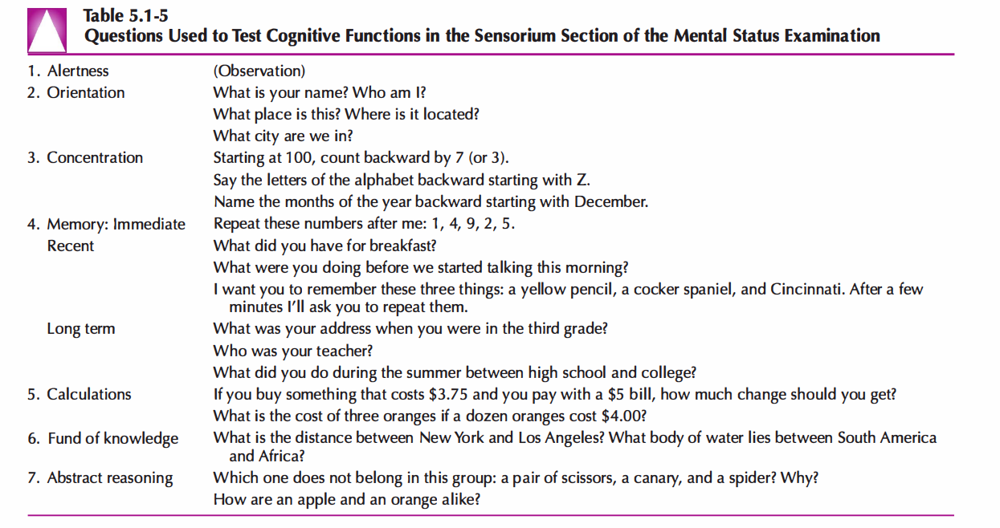 Table 5.1-5
Questions Used to Test Cognitive Functions in the Sensorium Section of the Mental Status Examination
1. Alertness (Observation)
2. Orientation What is your name? Who am I?
What place is this? Where is it located?
What city are we in?
3. Concentration Starting at 100, count backward by 7 (or 3).
Say the letters of the alphabet backward starting with Z.
Name the months of the year backward starting with December.
4. Memory: Immediate Repeat these numbers after me: 1, 4, 9, 2, 5.
Recent What did you have for breakfast?
What were you doing before we started talking this morning?
I want you to remember these three things: a yellow pencil, a cocker spaniel, and Cincinnati. After a few
minutes I’ll ask you to repeat them.
Long term What was your address when you were in the third grade?
Who was your teacher?
What did you do during the summer between high school and college?
5. Calculations If you buy something that costs $3.75 and you pay with a $5 bill, how much change should you get?
What is the cost of three oranges if a dozen oranges cost $4.00?
6. Fund of knowledge What is the distance between New York and Los Angeles? What body of water lies between South America
and Africa?
7. Abstract reasoning Which one does not belong in this group: a pair of scissors, a canary, and a spider? Why?
How are an apple and an orange alike?